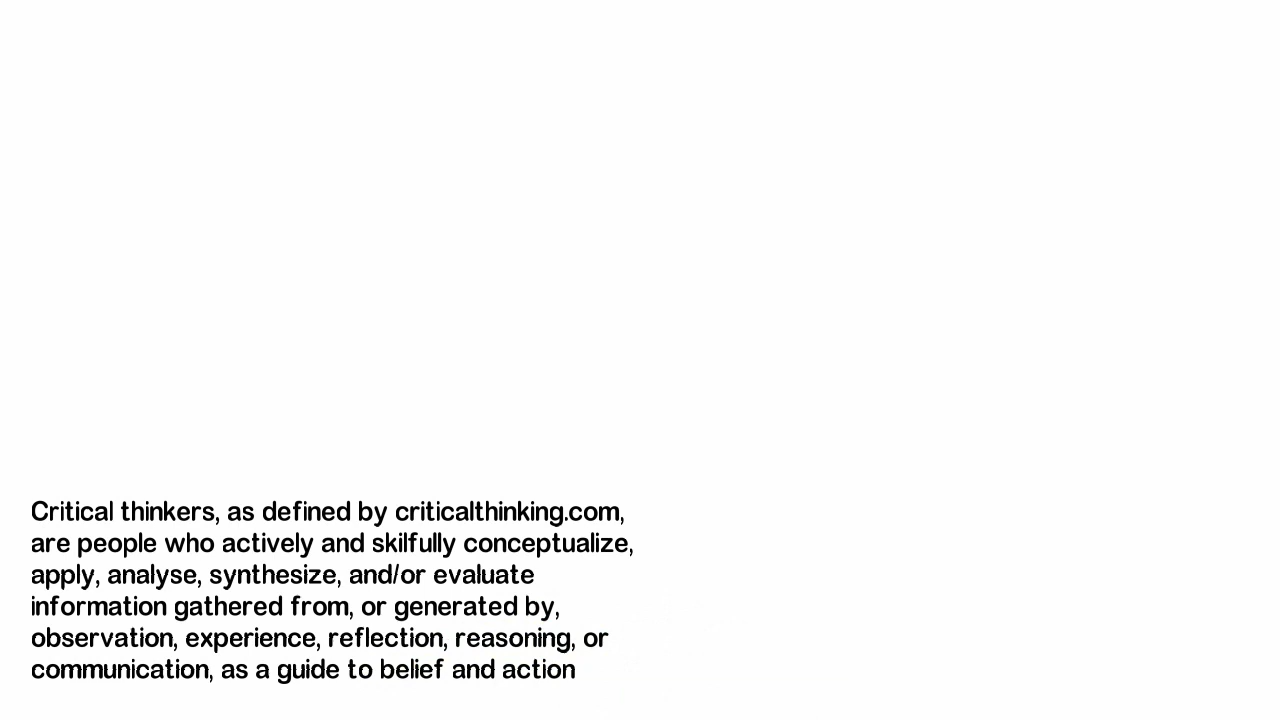 Critical thinkers, as defined by criticalthinking.com,
are people who actively and skilfully conceptualize,
apply, analyse, synthesize, and/or evaluate
information gathered from, or generated by,
observation, experience, reflection, reasoning, or
communication, as a guide to belief and action